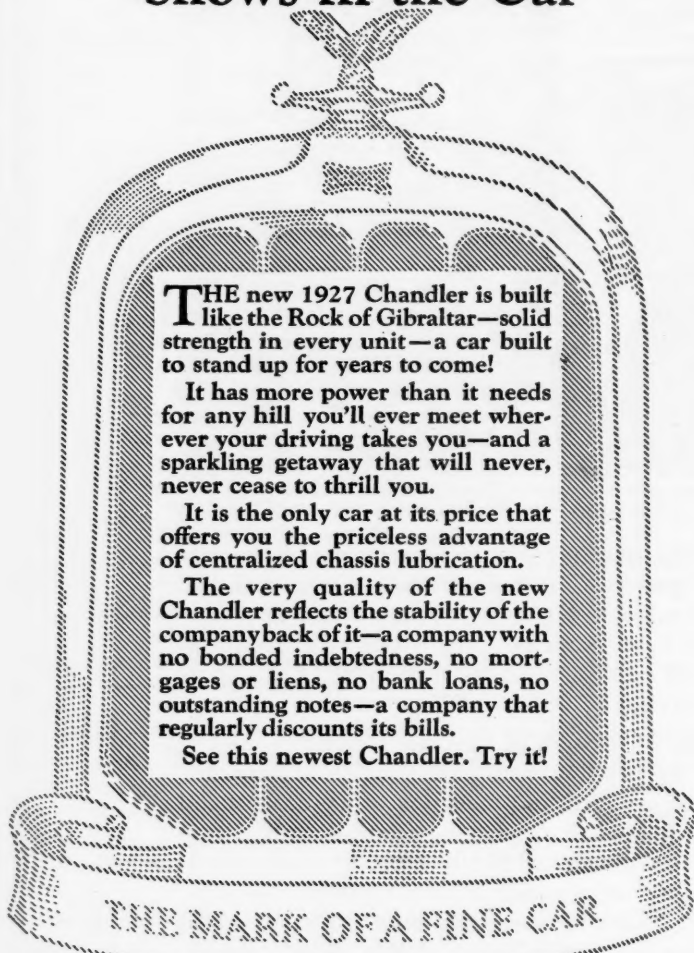 Shows in the Car
THE new 1927 Chandler is built
like the Rock of Gibraltar—solid
strength in every unit—a car built
to stand up for years to come!
It has more power than it needs
for any hill you'll ever meet wher-
ever your driving takes you—and a
sparkling getaway that will never,
never cease to thrill you.
It is the only car at its price that
offers you the priceless advantage
of centralized chassis lubrication.
The very quality of the new
Chandler reflects the stability of the
company back of it—a company with
no bonded indebtedness, no mort-
gages or liens, no bank loans, no
outstanding notes—a company that
regularly discounts its bills.
See this newest Chandler. Try it!
THE MARK OF A FINE CAR